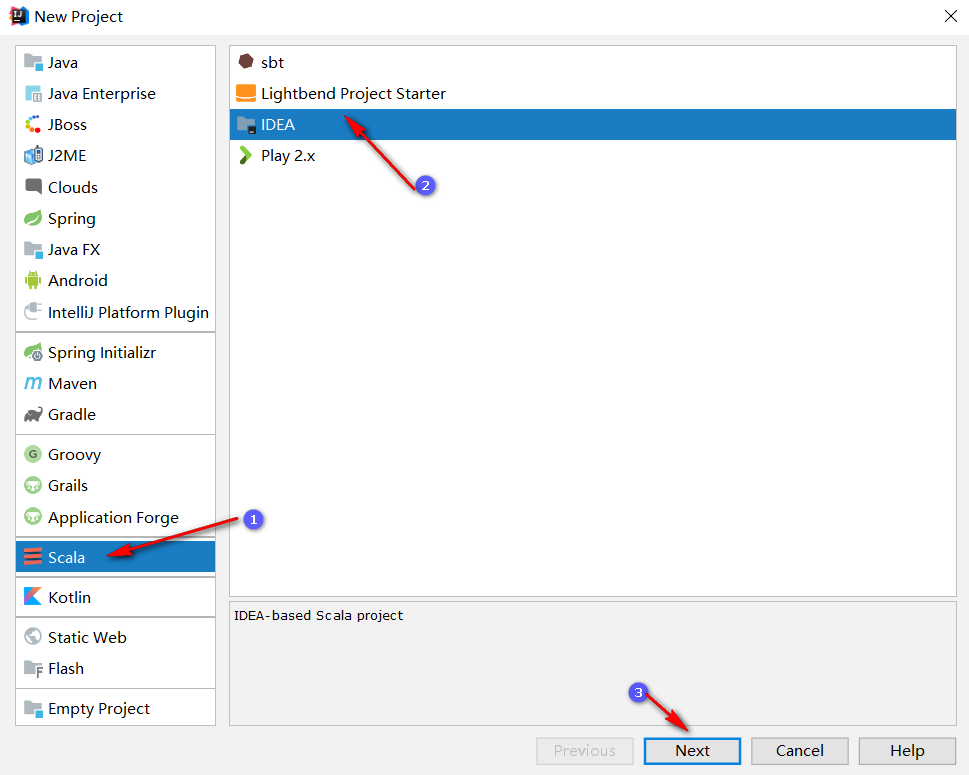 New Project
Java
Java Enterprise
JBoss
J2ME
Clouds
Spring
Java FX
Android
IntelliJ Platform Plugin
Spring Initializr
Maven
Gradle
Groovy
Grails
Application Forge
Scala
Kotlin
Static Web
Flash
Empty Project
sbt
Lightbend Project Starter
IDEA
Play 2.x
2
1
IDEA-based Scala project
3
Previous
Next
Cancel
Help